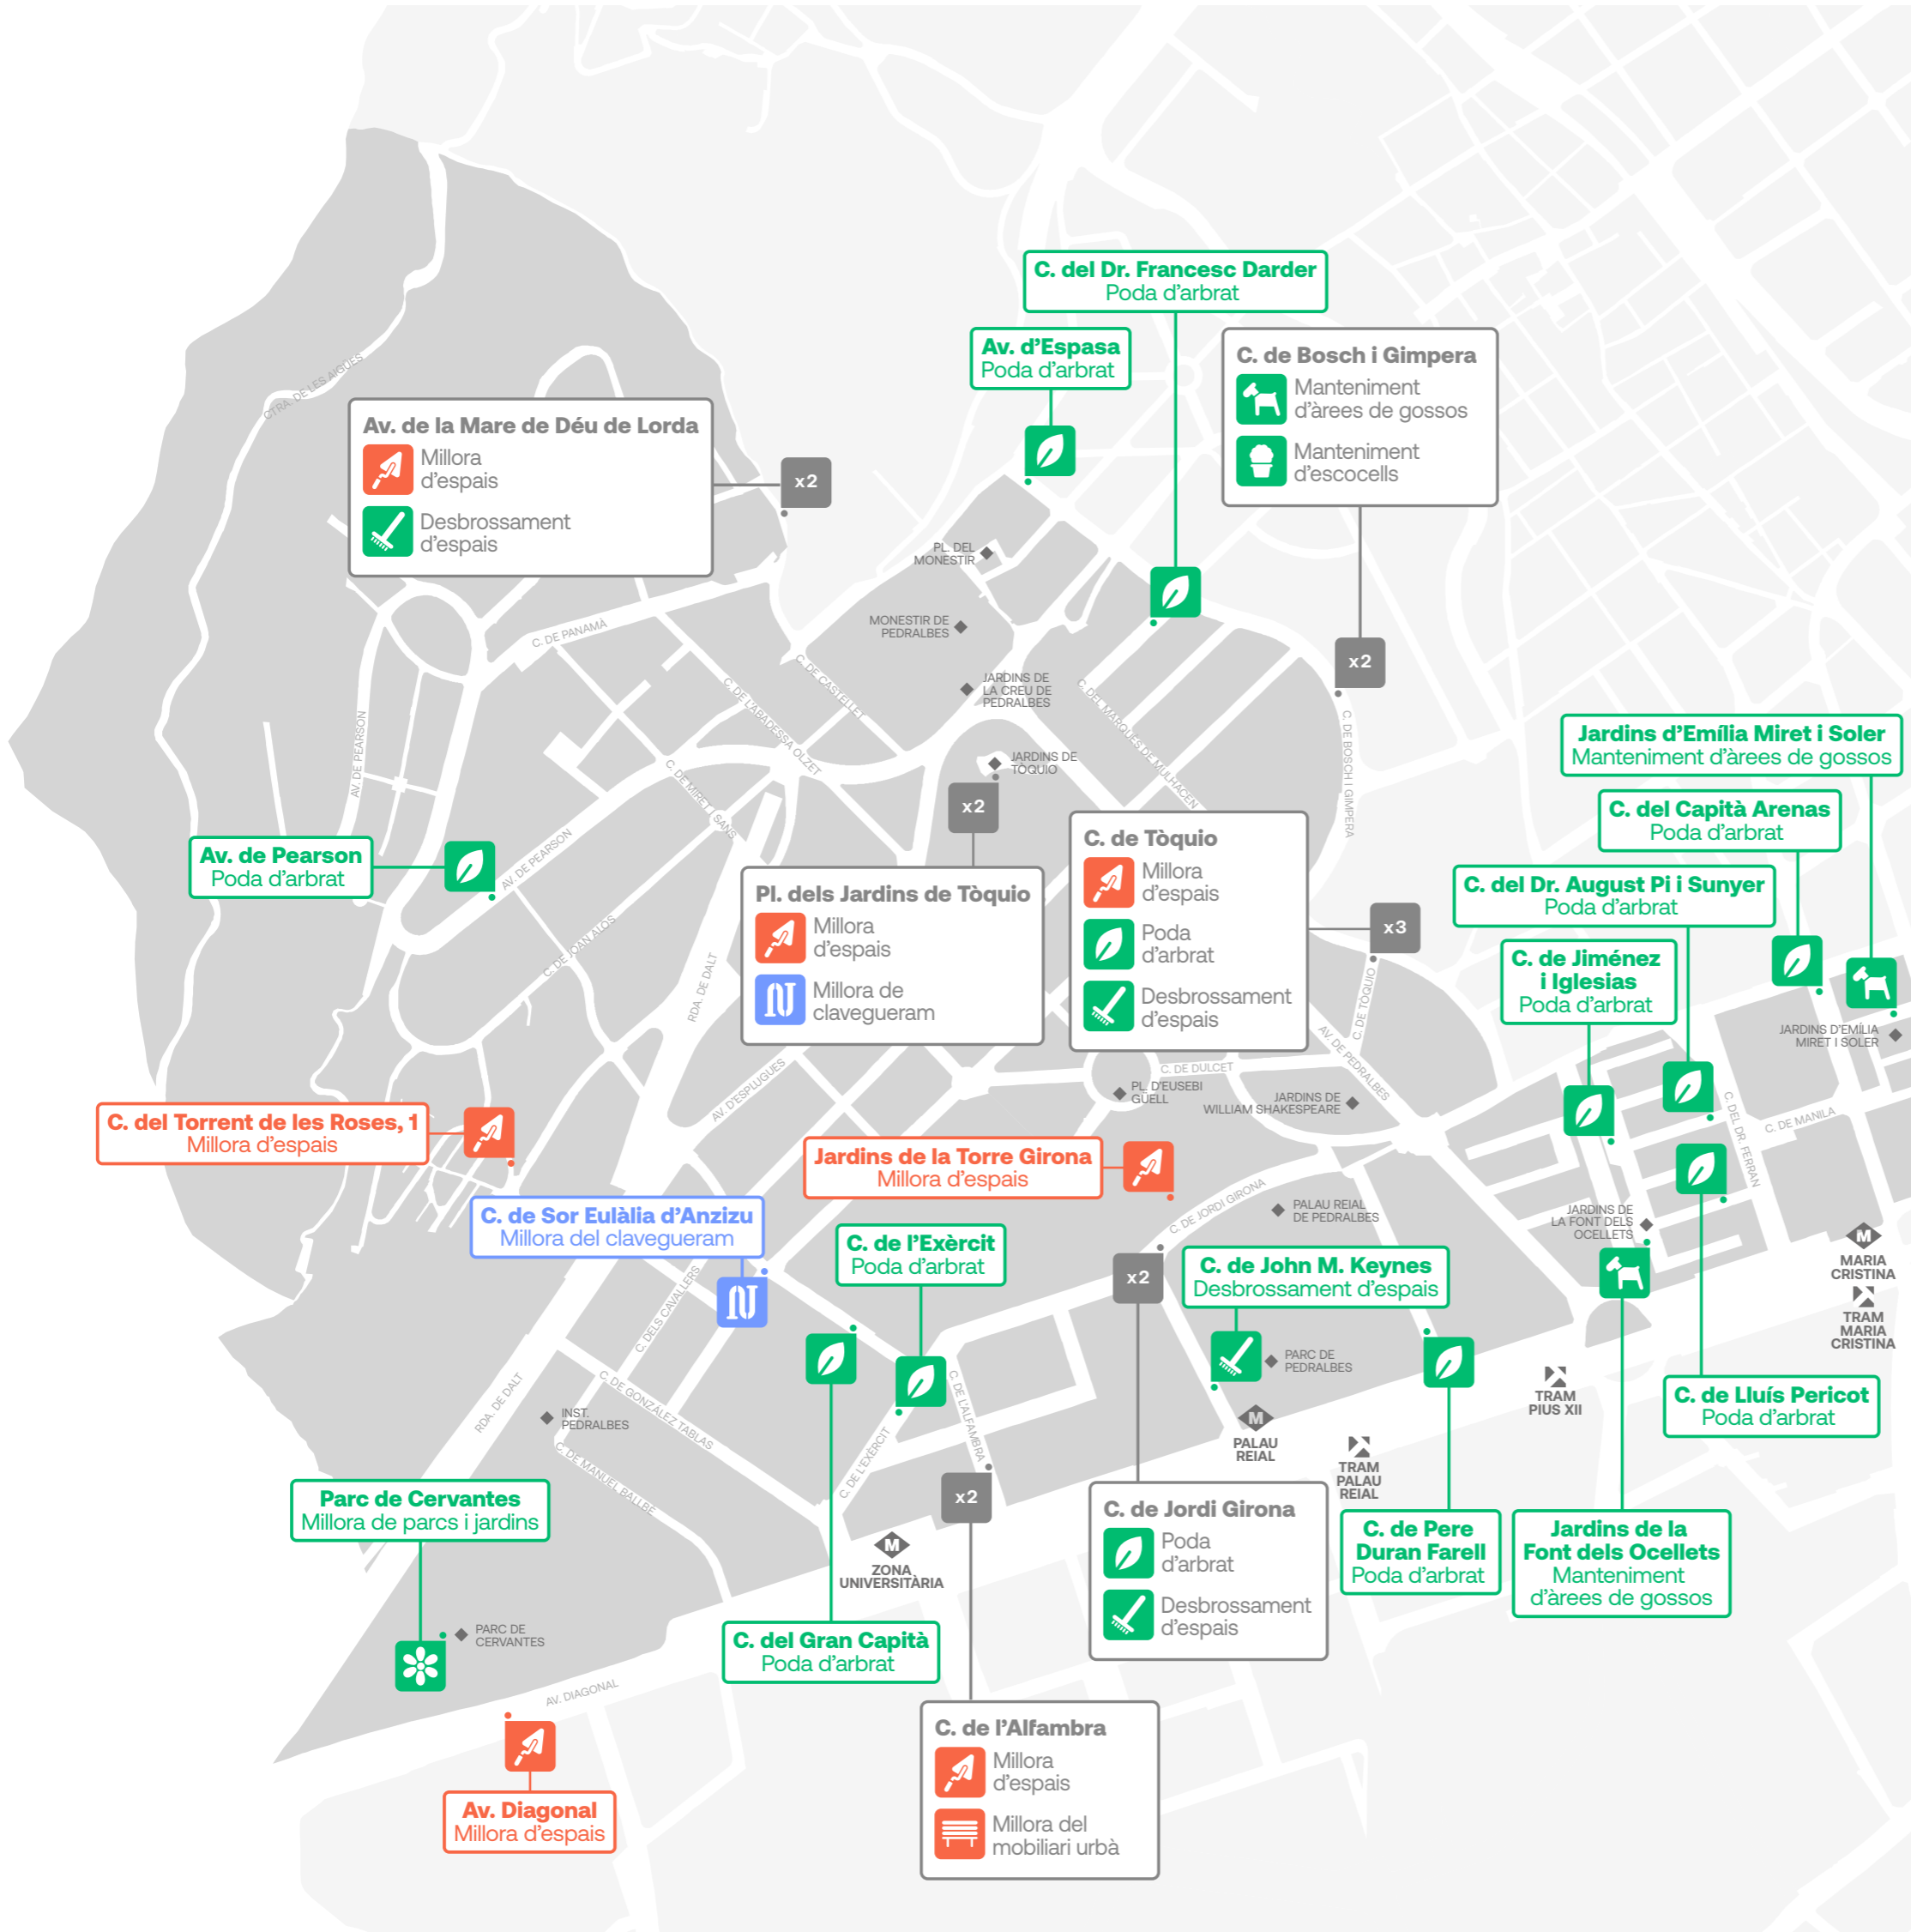 C. del Dr. Francesc Darder
Poda d'arbrat
Av. d'Espasa
Poda d'arbrat
C. de Bosch i Gimpera
Manteniment
d'àrees de gossos
Manteniment
d'escocells
x2
CTRA. DE LES AIGÜES
Av. de la Mare de Déu de Lorda
Millora
d'espais
Desbrossament
d'espais
x2
PL. DEL
MONESTIR
MONESTIR DE
PEDRALBES
C. DE PANAMÀ
C. DE CASTELLET
C. DE L'ABADESSA OLZET
JARDINS DE
LA CREU DE
PEDRALBES
C. DEL MARQUÈS DE MULHACÉN
C. DE BOSCH I GIMPERA
AV. DE PEARSON
C. DE MIRET I SANS
JARDINS DE
TÒQUIO
x2
Jardins d'Emília Miret i Soler
Manteniment d'àrees de gossos
C. del Capità Arenas
Poda d'arbrat
C. del Dr. August Pi i Sunyer
Poda d'arbrat
C. de Jiménez
i Iglesias
Poda d'arbrat
Av. de Pearson
Poda d'arbrat
AV. DE PEARSON
C. DE JOAN ALÒS
RDA. DE DALT
Pl. dels Jardins de Tòquio
Millora
d'espais
Millora de
clavegueram
C. de Tòquio
Millora
d'espais
Poda
d'arbrat
Desbrossament
d'espais
x3
C. DE TÒQUIO
AV. DE PEDRALBES
JARDINS D'EMÍLIA
MIRET I SOLER
AV. D'ESPLUGUES
C. DE DULCET
PL. D'EUSEBI
GÜELL
JARDINS DE
WILLIAM SHAKESPEARE
C. DEL DR. FERRAN
C. DE MANILA
C. del Torrent de les Roses, 1
Millora d'espais
Jardins de la Torre Girona
Millora d'espais
C. DE JORDI GIRONA
PALAU REIAL
DE PEDRALBES
JARDINS DE
LA FONT DELS
OCELLETS
C. de Sor Eulàlia d'Anzizu
Millora del clavegueram
C. de l'Exèrcit
Poda d'arbrat
x2
C. de John M. Keynes
Desbrossament d'espais
M
MARIA
CRISTINA
TRAM
MARIA
CRISTINA
C. DELS CAVALLERS
RDA. DE DALT
C. DE GONZÁLEZ TABLAS
INST.
PEDRALBES
C. DE MANUEL BALLBÉ
C. DE L'EXÈRCIT
C. DE L'ALFAMBRA
PARC DE
PEDRALBES
M
PALAU
REIAL
TRAM
PALAU
REIAL
TRAM
PIUS XII
C. de Lluís Pericot
Poda d'arbrat
Parc de Cervantes
Millora de parcs i jardins
x2
M
ZONA
UNIVERSITÀRIA
C. de Jordi Girona
Poda
d'arbrat
Desbrossament
d'espais
C. de Pere
Duran Farell
Poda d'arbrat
Jardins de la
Font dels Ocellets
Manteniment
d'àrees de gossos
PARC DE
CERVANTES
C. del Gran Capità
Poda d'arbrat
AV. DIAGONAL
Av. Diagonal
Millora d'espais
C. de l'Alfambra
Millora
d'espais
Millora del
mobiliari urbà